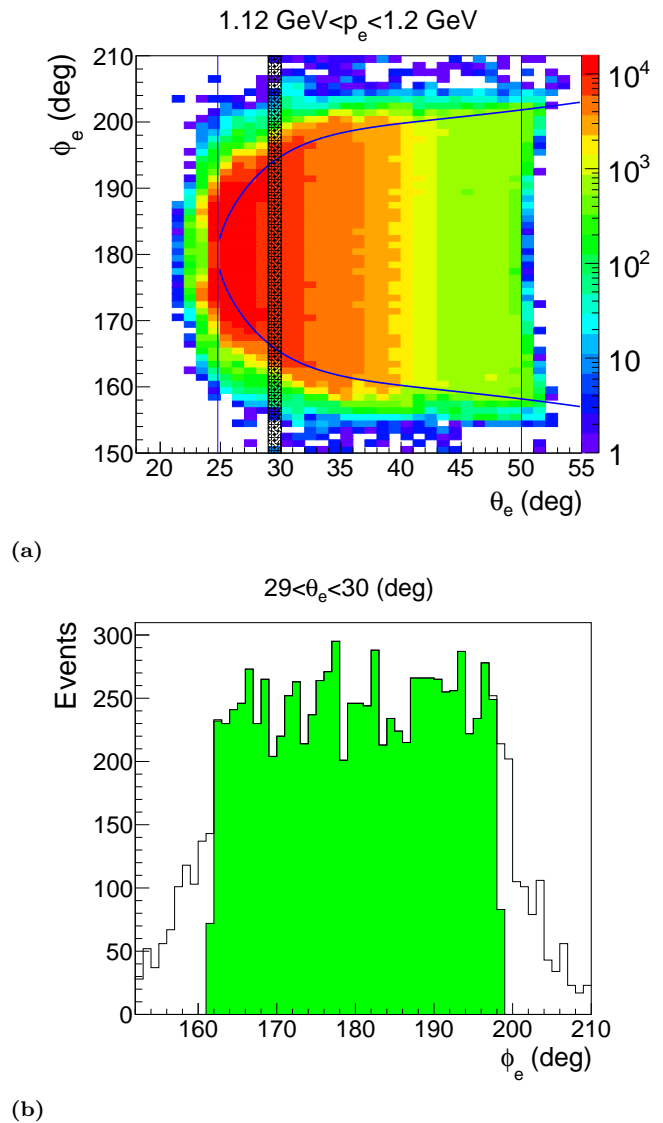 1.12 GeV<p_e<1.2 GeV
210
200
190
180
170
160
150
ϕ_e (deg)
20 25 30 35 40 45 50 55
θ_e (deg)
10^4
10^3
10^2
10
1
(a)
29<θ_e<30 (deg)
Events
300
250
200
150
100
50
0
160 170 180 190 200 210
ϕ_e (deg)
(b)